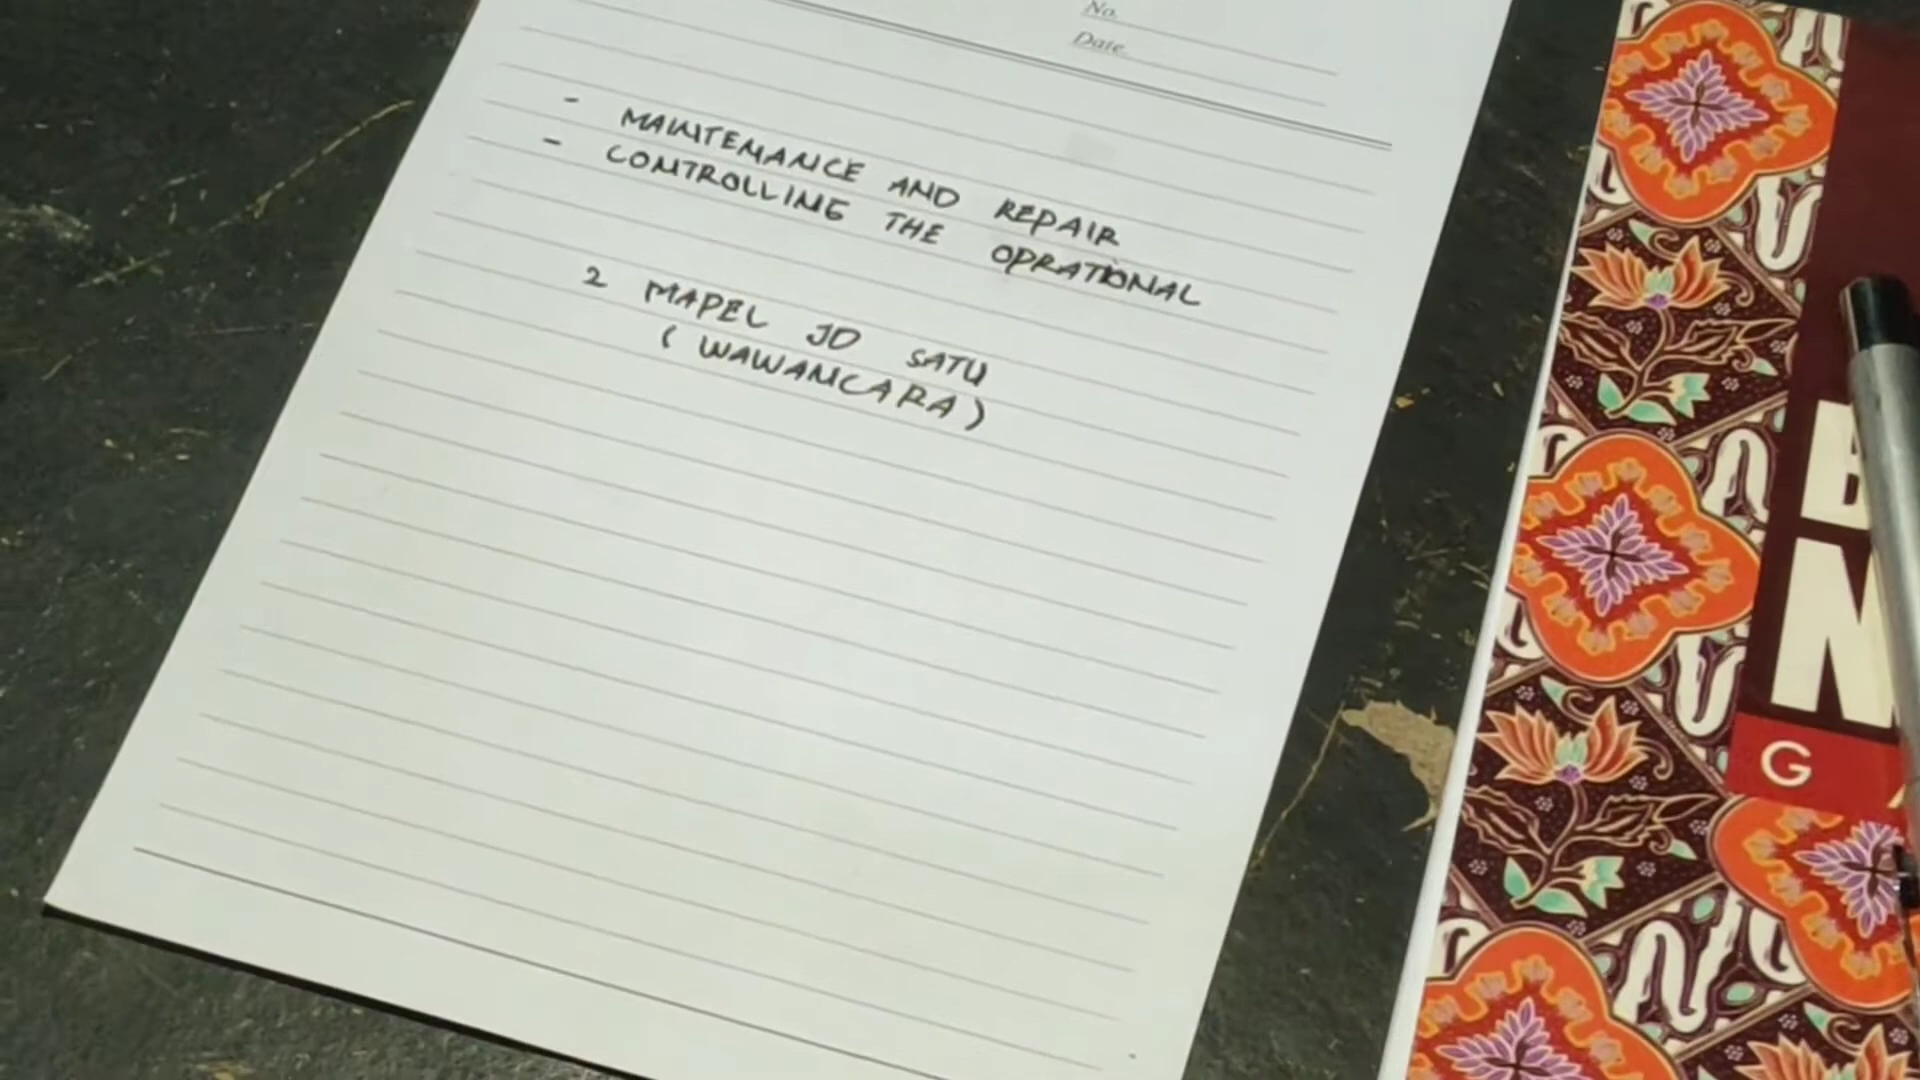 No.
Date.
- MAINTENANCE AND REPAIR
- CONTROLLING THE OPRATIONAL
2 MAPEL JD SATU
( WAWANCARA )
G